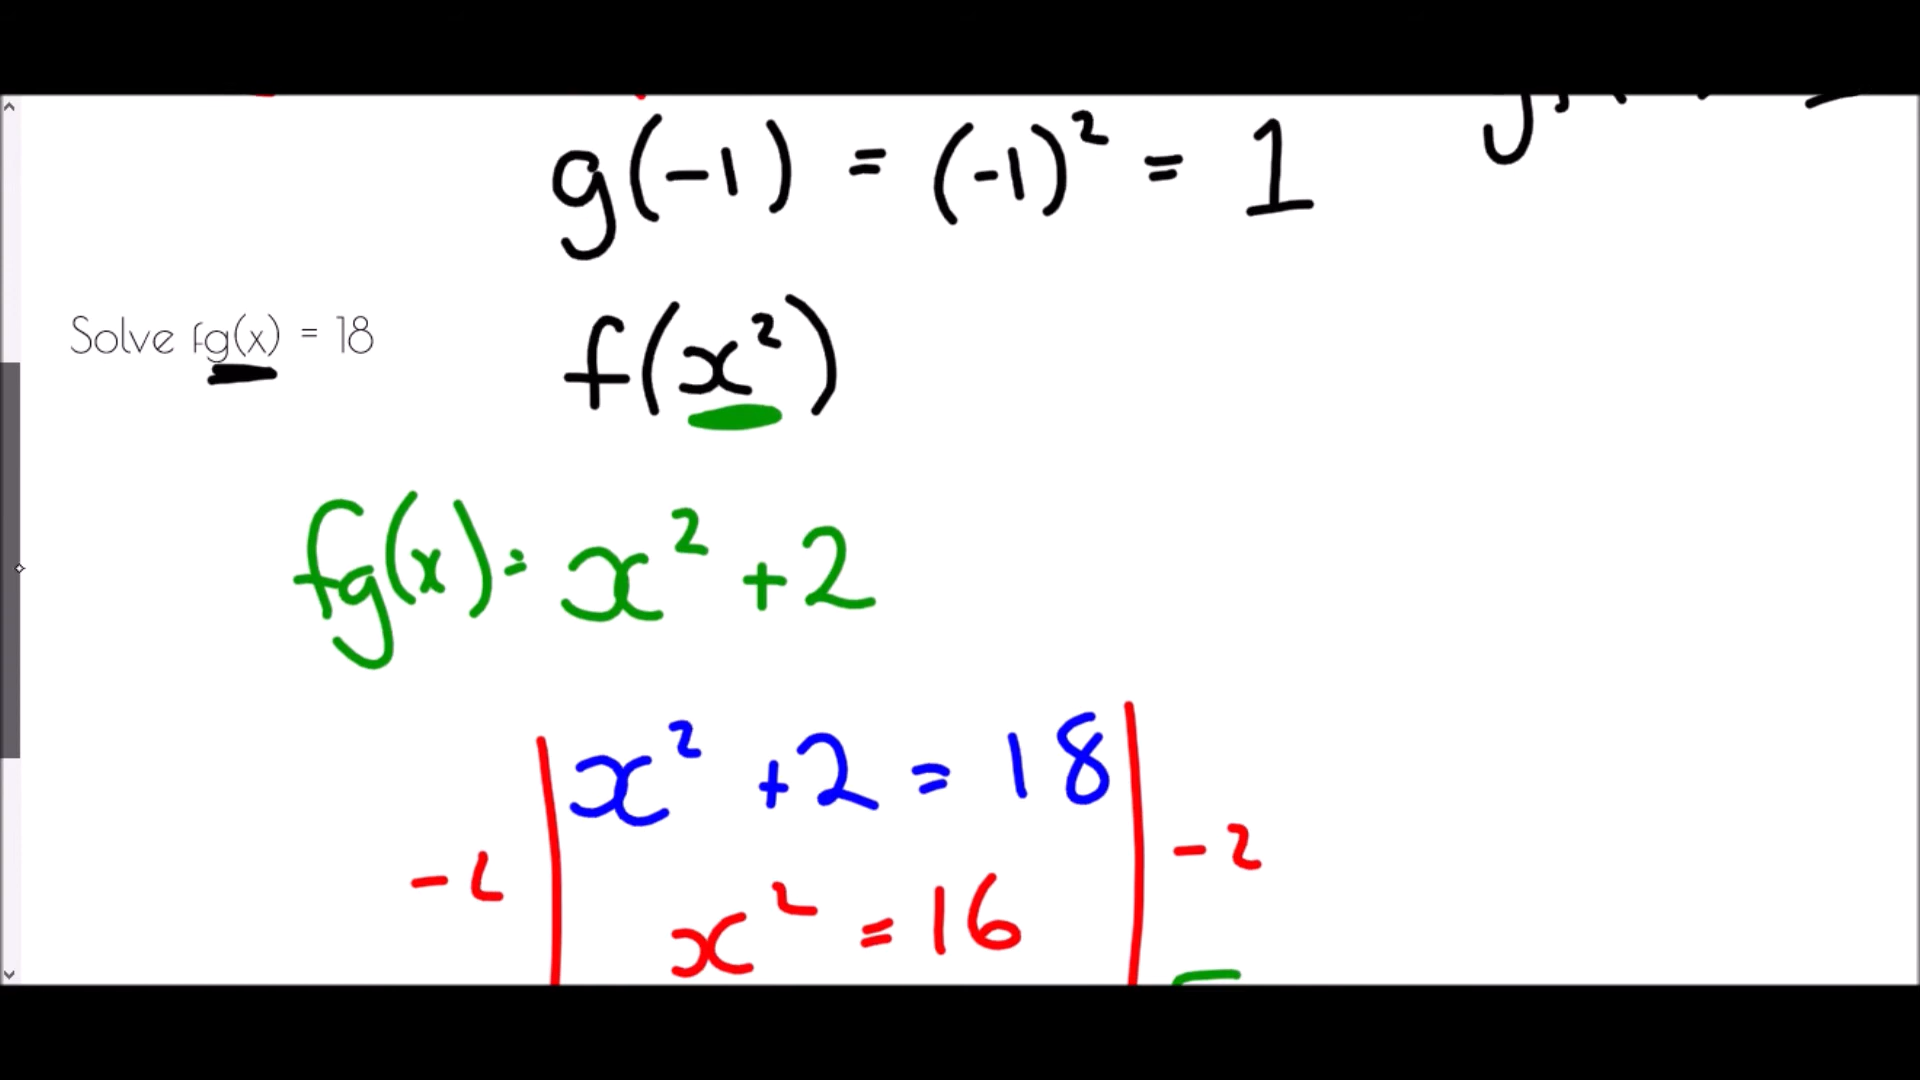 g(-1) = (-1)² = 1
Solve fg(x) = 18
f(x²)
fg(x) = x² + 2
x² + 2 = 18
-2 -2
x² = 16